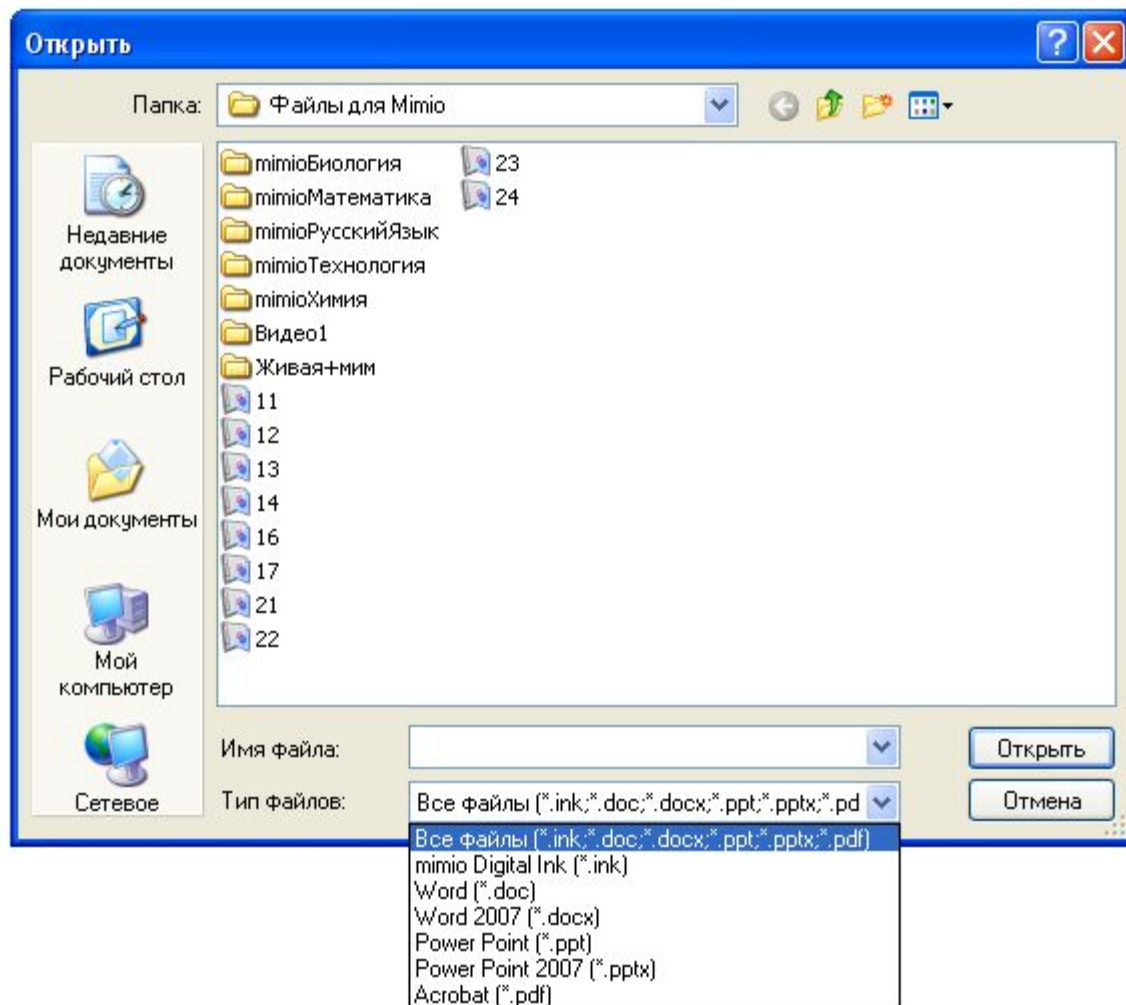 Открыть
Папка:
Файлы для Mimio
mimioБиология
mimioМатематика
mimioРусскийЯзык
mimioТехнология
mimioХимия
Видео1
Живая+мим
11
12
13
14
16
17
21
22
23
24
Недавние
документы
Рабочий стол
Мои документы
Мой
компьютер
Сетевое
Имя файла:
Открыть
Тип файлов:
Все файлы (*.ink;*.doc;*.docx;*.ppt;*.pptx;*.pd
Отмена
Все файлы (*.ink;*.doc;*.docx;*.ppt;*.pptx;*.pdf)
mimio Digital Ink (*.ink)
Word (*.doc)
Word 2007 (*.docx)
Power Point (*.ppt)
Power Point 2007 (*.pptx)
Acrobat (*.pdf)